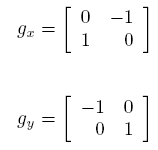 g_x = [ 0 −1
1 0 ]
g_y = [ −1 0
0 1 ]